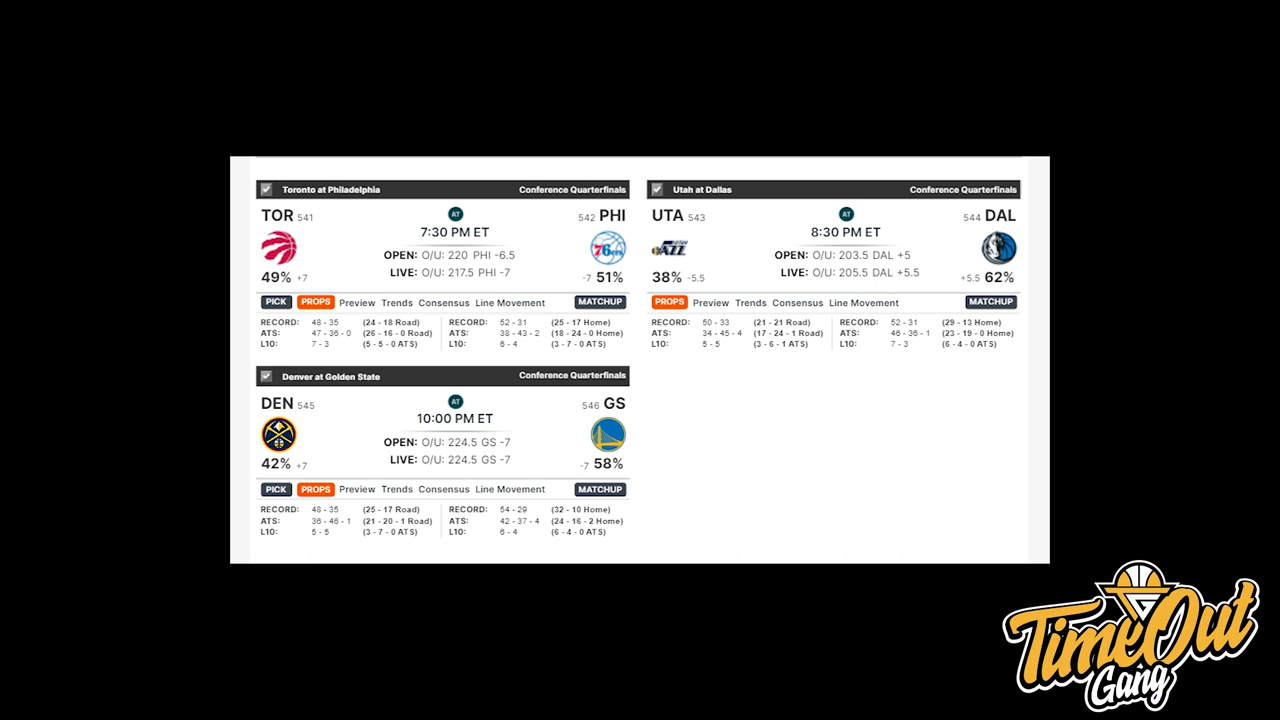 Toronto at Philadelphia Conference Quarterfinals
TOR 541 AT 542 PHI
7:30 PM ET
76ers
OPEN: O/U: 220 PHI -6.5
LIVE: O/U: 217.5 PHI -7
49% +7 -7 51%
PICK PROPS Preview Trends Consensus Line Movement MATCHUP
RECORD: 48 - 35 (24 - 18 Road) RECORD: 52 - 31 (25 - 17 Home)
ATS: 47 - 36 - 0 (26 - 16 - 0 Road) ATS: 38 - 43 - 2 (18 - 24 - 0 Home)
L10: 7 - 3 (5 - 5 - 0 ATS) L10: 6 - 4 (3 - 7 - 0 ATS)
Utah at Dallas Conference Quarterfinals
UTA 543 AT 544 DAL
8:30 PM ET
JAZZ
OPEN: O/U: 203.5 DAL +5
LIVE: O/U: 205.5 DAL +5.5
38% -5.5 +5.5 62%
PROPS Preview Trends Consensus Line Movement MATCHUP
RECORD: 50 - 33 (21 - 21 Road) RECORD: 52 - 31 (29 - 13 Home)
ATS: 34 - 45 - 4 (17 - 24 - 1 Road) ATS: 46 - 36 - 1 (23 - 19 - 0 Home)
L10: 5 - 5 (3 - 6 - 1 ATS) L10: 7 - 3 (6 - 4 - 0 ATS)
Denver at Golden State Conference Quarterfinals
DEN 545 AT 546 GS
10:00 PM ET
OPEN: O/U: 224.5 GS -7
LIVE: O/U: 224.5 GS -7
42% +7 -7 58%
PICK PROPS Preview Trends Consensus Line Movement MATCHUP
RECORD: 48 - 35 (25 - 17 Road) RECORD: 54 - 29 (32 - 10 Home)
ATS: 36 - 46 - 1 (21 - 20 - 1 Road) ATS: 42 - 37 - 4 (24 - 16 - 2 Home)
L10: 5 - 5 (3 - 7 - 0 ATS) L10: 6 - 4 (6 - 4 - 0 ATS)
TimeOut
Gang